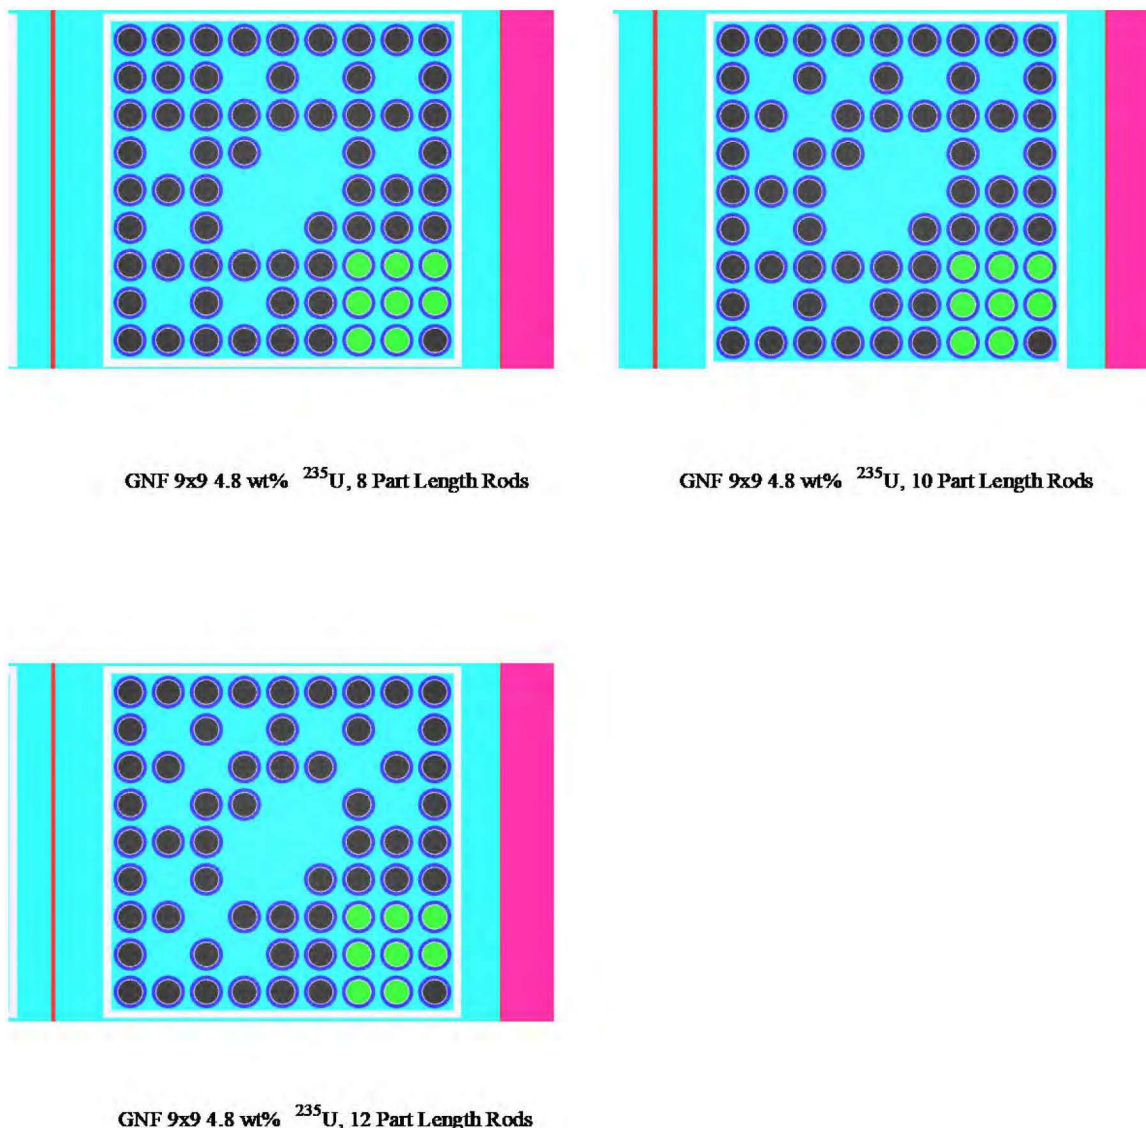 GNF 9x9 4.8 wt% ²³⁵U, 8 Part Length Rods
GNF 9x9 4.8 wt% ²³⁵U, 10 Part Length Rods
GNF 9x9 4.8 wt% ²³⁵U, 12 Part Length Rods